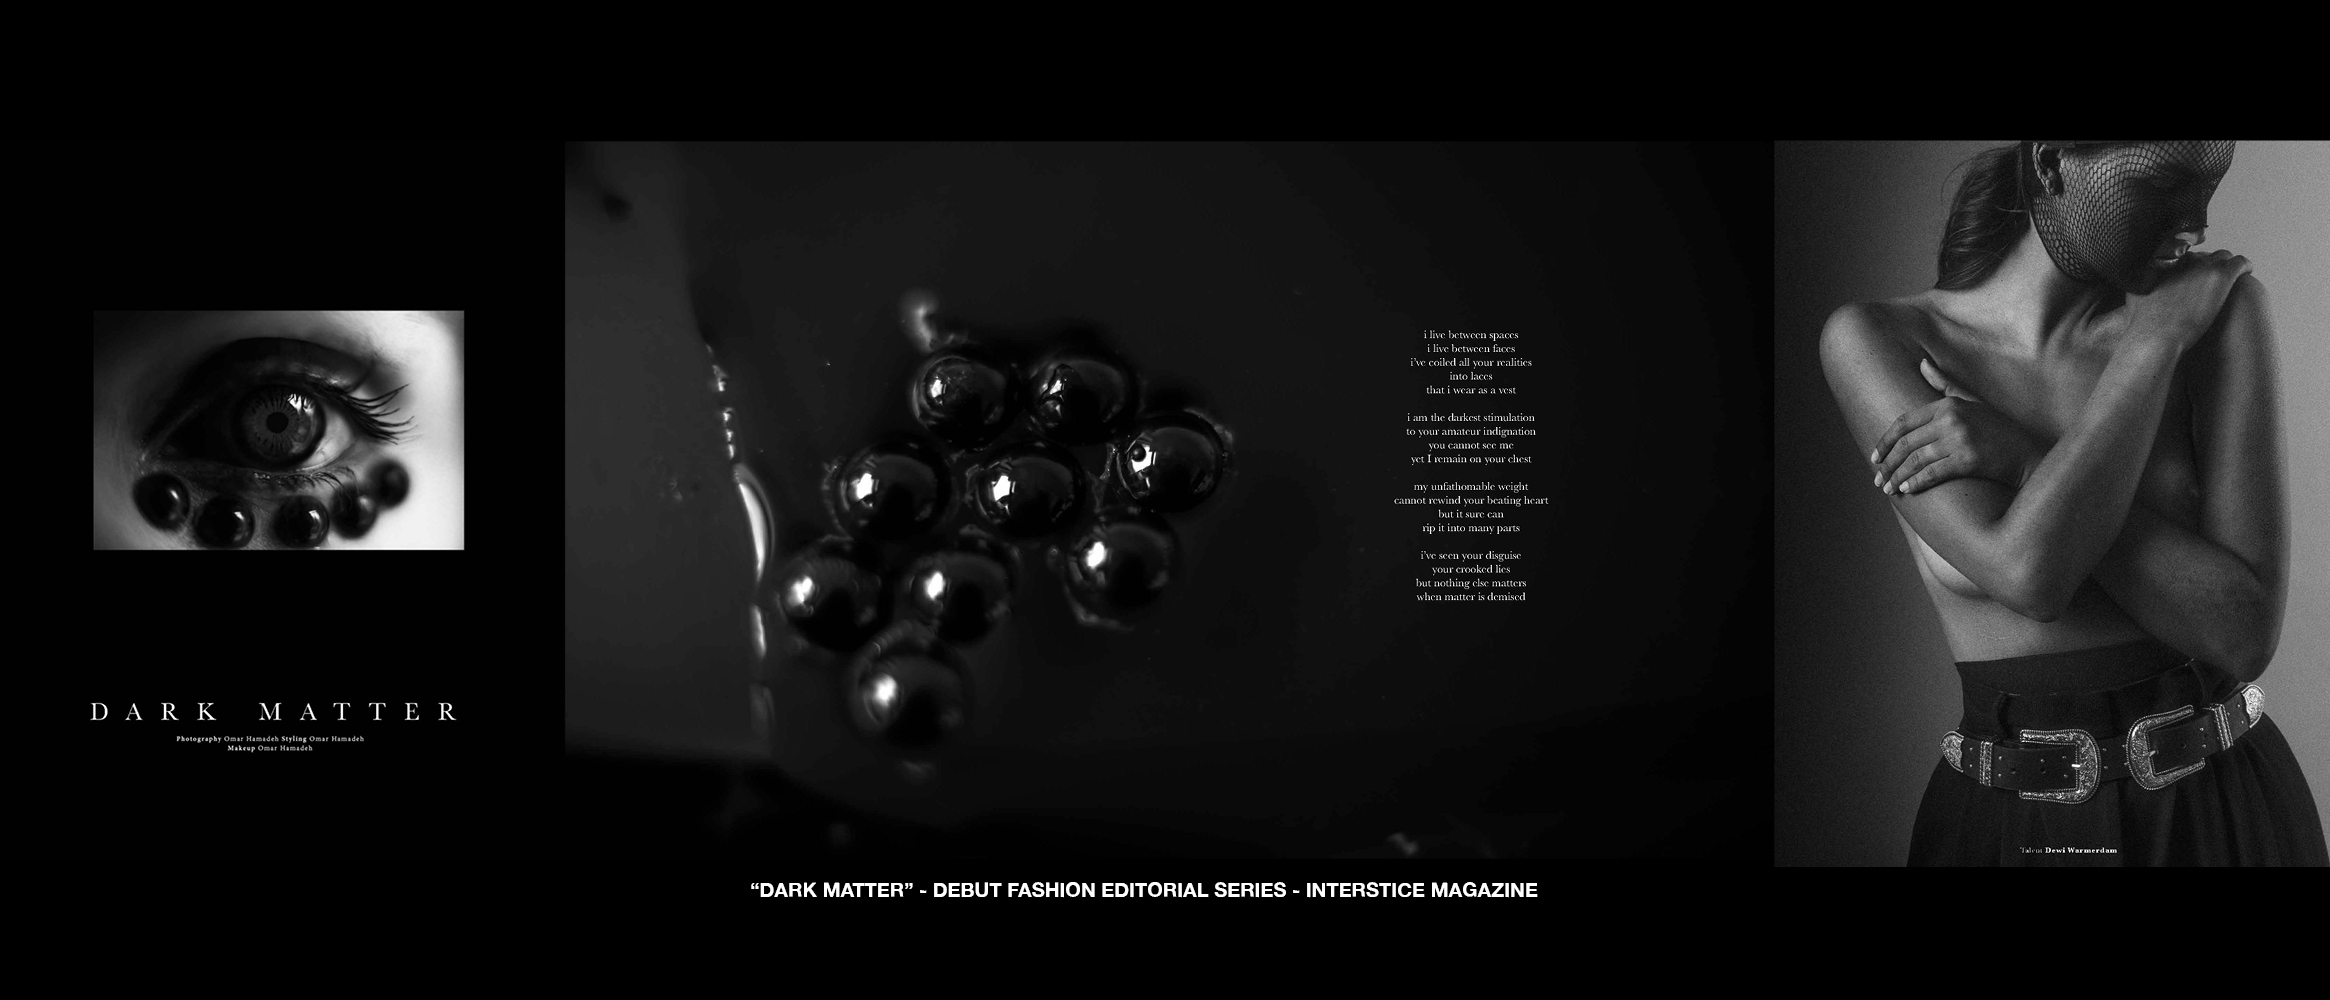 DARK MATTER
Photography Omar Hamadeh Styling Omar Hamadeh
Makeup Omar Hamadeh
i live between spaces
i live between faces
i've coiled all your realities
into laces
that i wear as a vest
i am the darkest stimulation
to your amateur indignation
you cannot see me
yet I remain on your chest
my unfathomable weight
cannot rewind your beating heart
but it sure can
rip it into many parts
i've seen your disguise
your crooked lies
but nothing else matters
when matter is demised
Talent Dewi Warmerdam
“DARK MATTER” - DEBUT FASHION EDITORIAL SERIES - INTERSTICE MAGAZINE